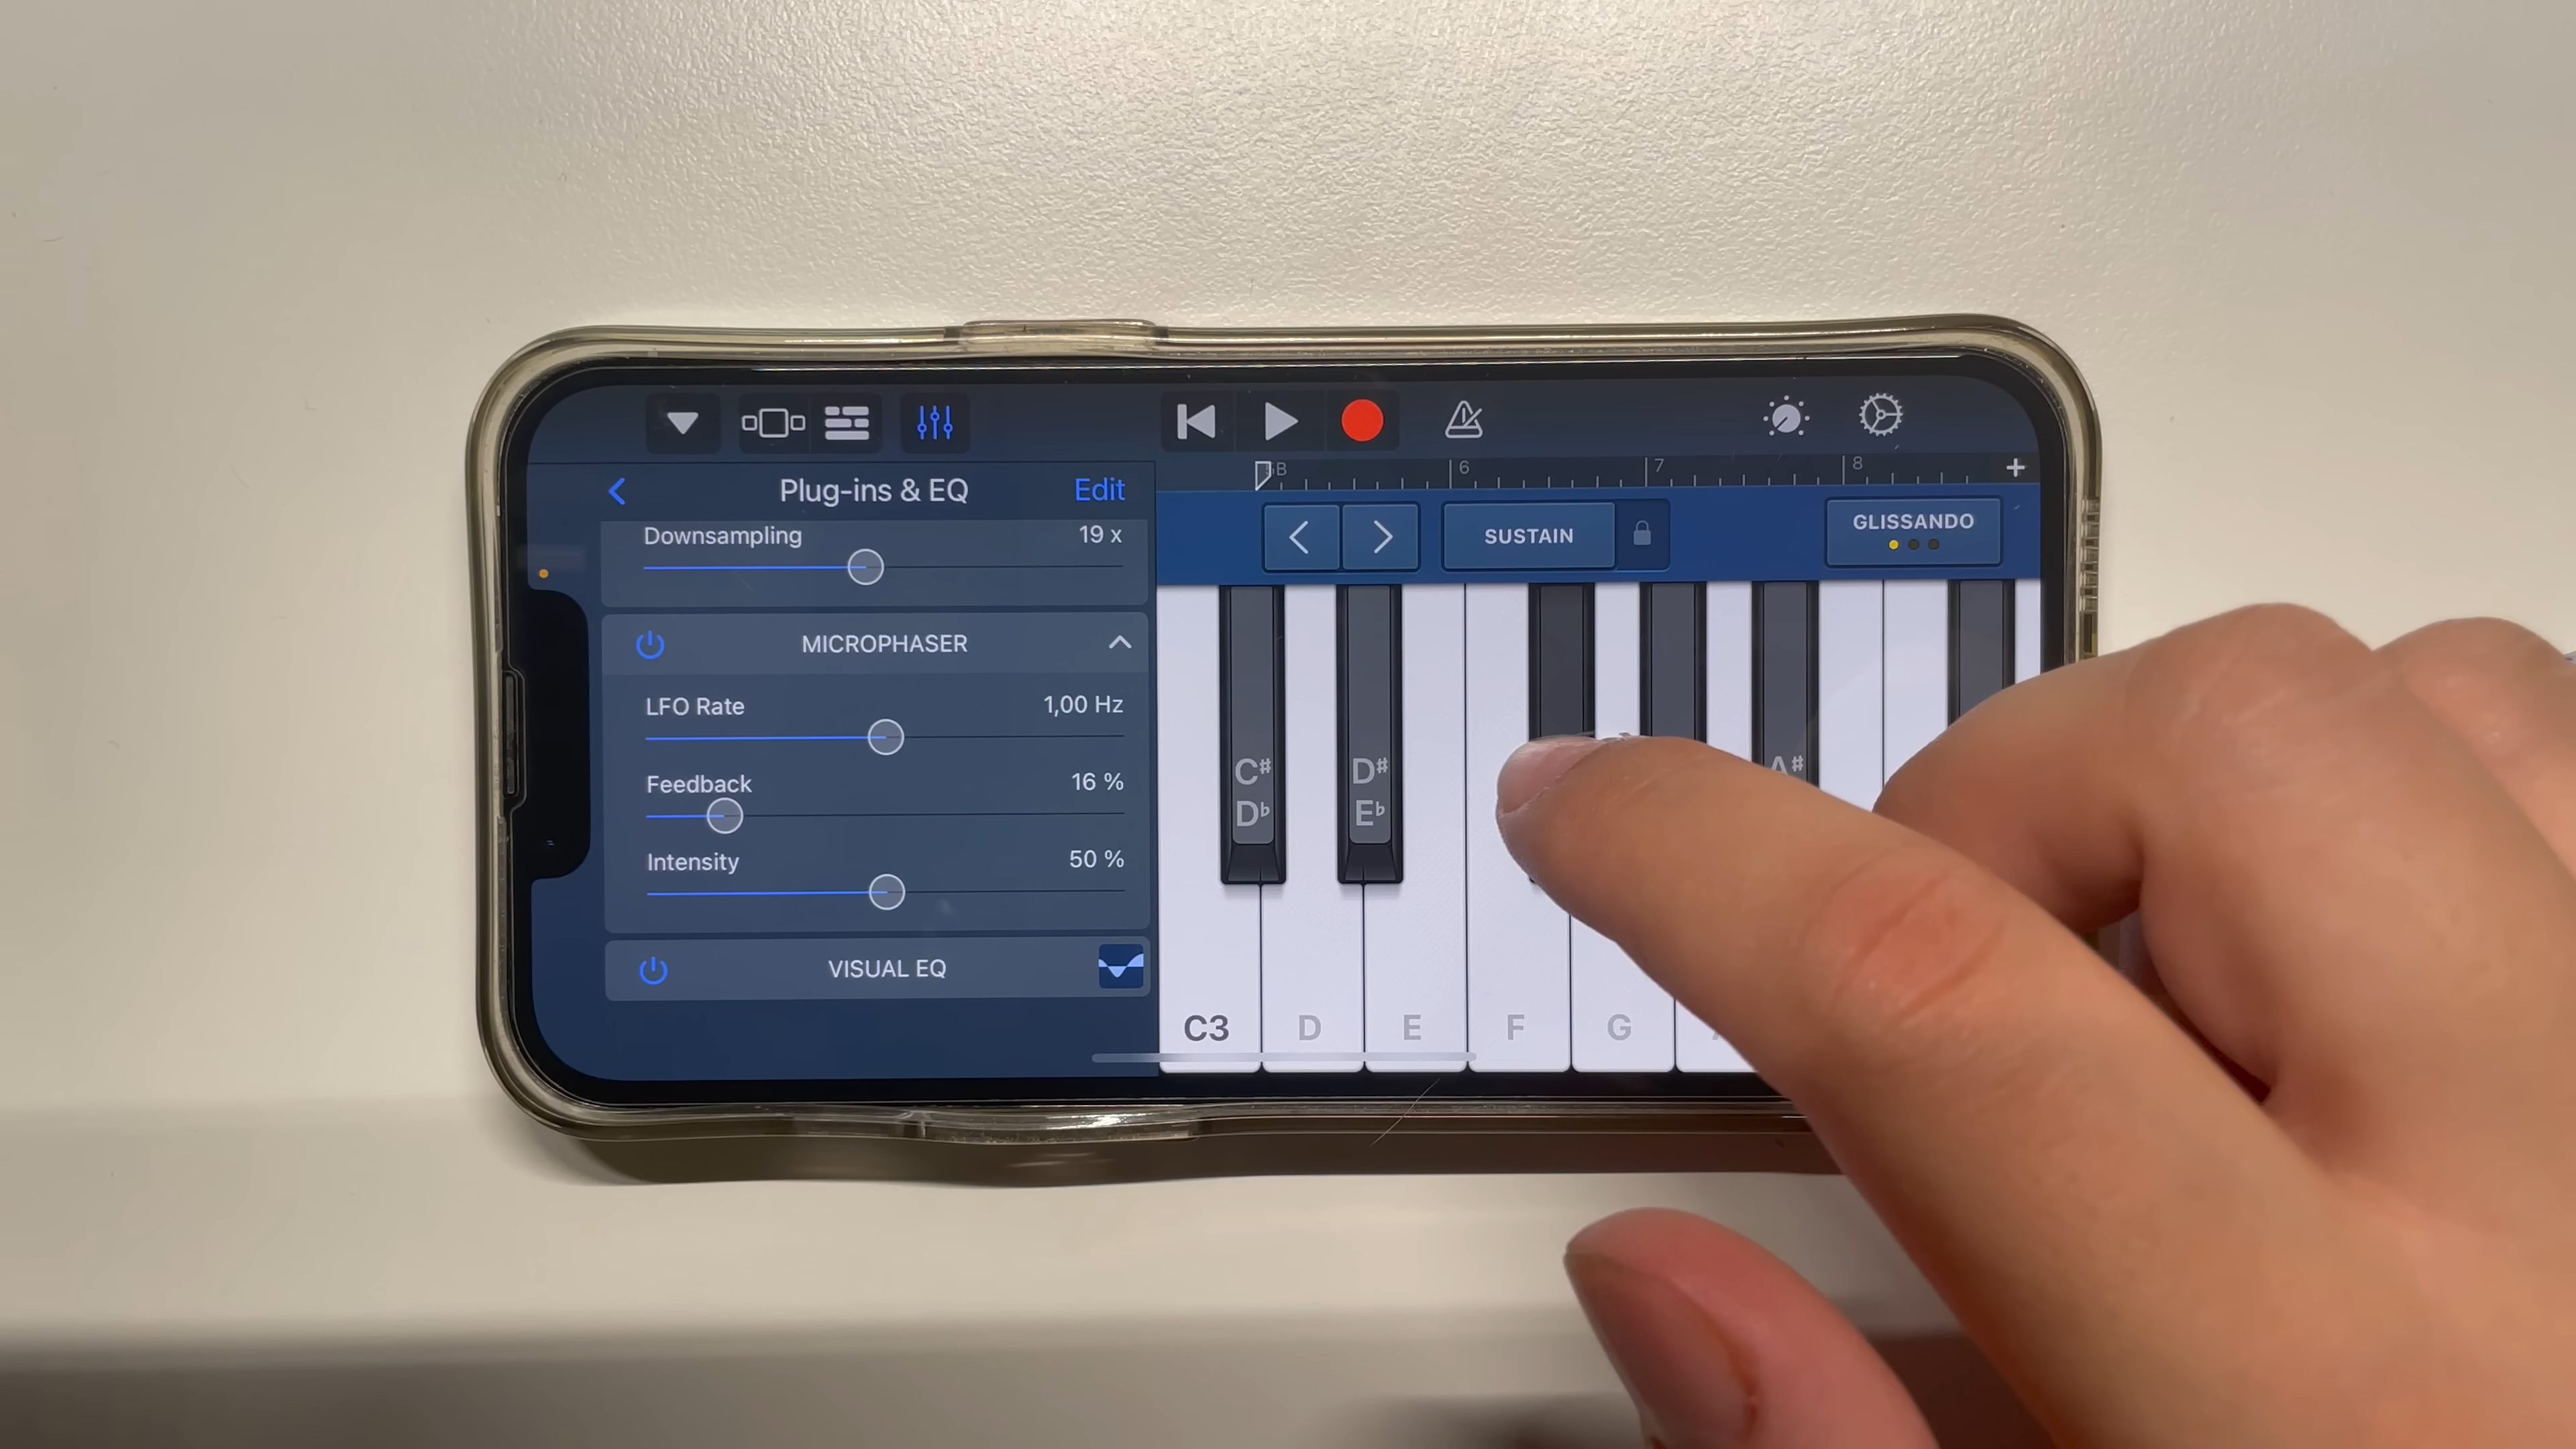 Plug-ins & EQ
Edit
Downsampling
19 x
MICROPHASER
LFO Rate
1,00 Hz
Feedback
16 %
Intensity
50 %
VISUAL EQ
6
7
8
SUSTAIN
GLISSANDO
C♯
D♭
D♯
E♭
A♯
C3
D
E
F
G